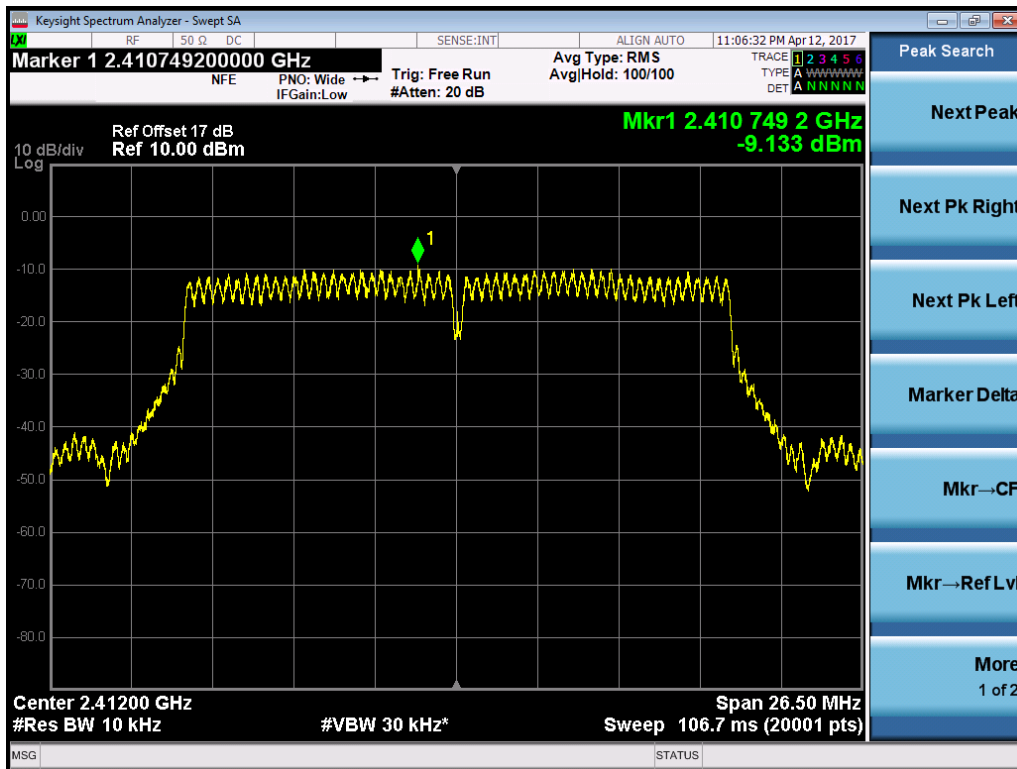 Keysight Spectrum Analyzer - Swept SA
LXI RF 50 Ω DC SENSE:INT ALIGN AUTO 11:06:32 PM Apr 12, 2017
Marker 1 2.410749200000 GHz
NFE
PNO: Wide
IFGain:Low
Trig: Free Run
#Atten: 20 dB
Avg Type: RMS
Avg|Hold: 100/100
TRACE 1 2 3 4 5 6
TYPE A WWWWWW
DET A N N N N N
Mkr1 2.410 749 2 GHz
-9.133 dBm
Ref Offset 17 dB
10 dB/div Ref 10.00 dBm
Log
1
0.00
-10.0
-20.0
-30.0
-40.0
-50.0
-60.0
-70.0
-80.0
Center 2.41200 GHz Span 26.50 MHz
#Res BW 10 kHz #VBW 30 kHz* Sweep 106.7 ms (20001 pts)
MSG STATUS
Peak Search
Next Peak
Next Pk Right
Next Pk Left
Marker Delta
Mkr→CF
Mkr→Ref Lvl
More
1 of 2